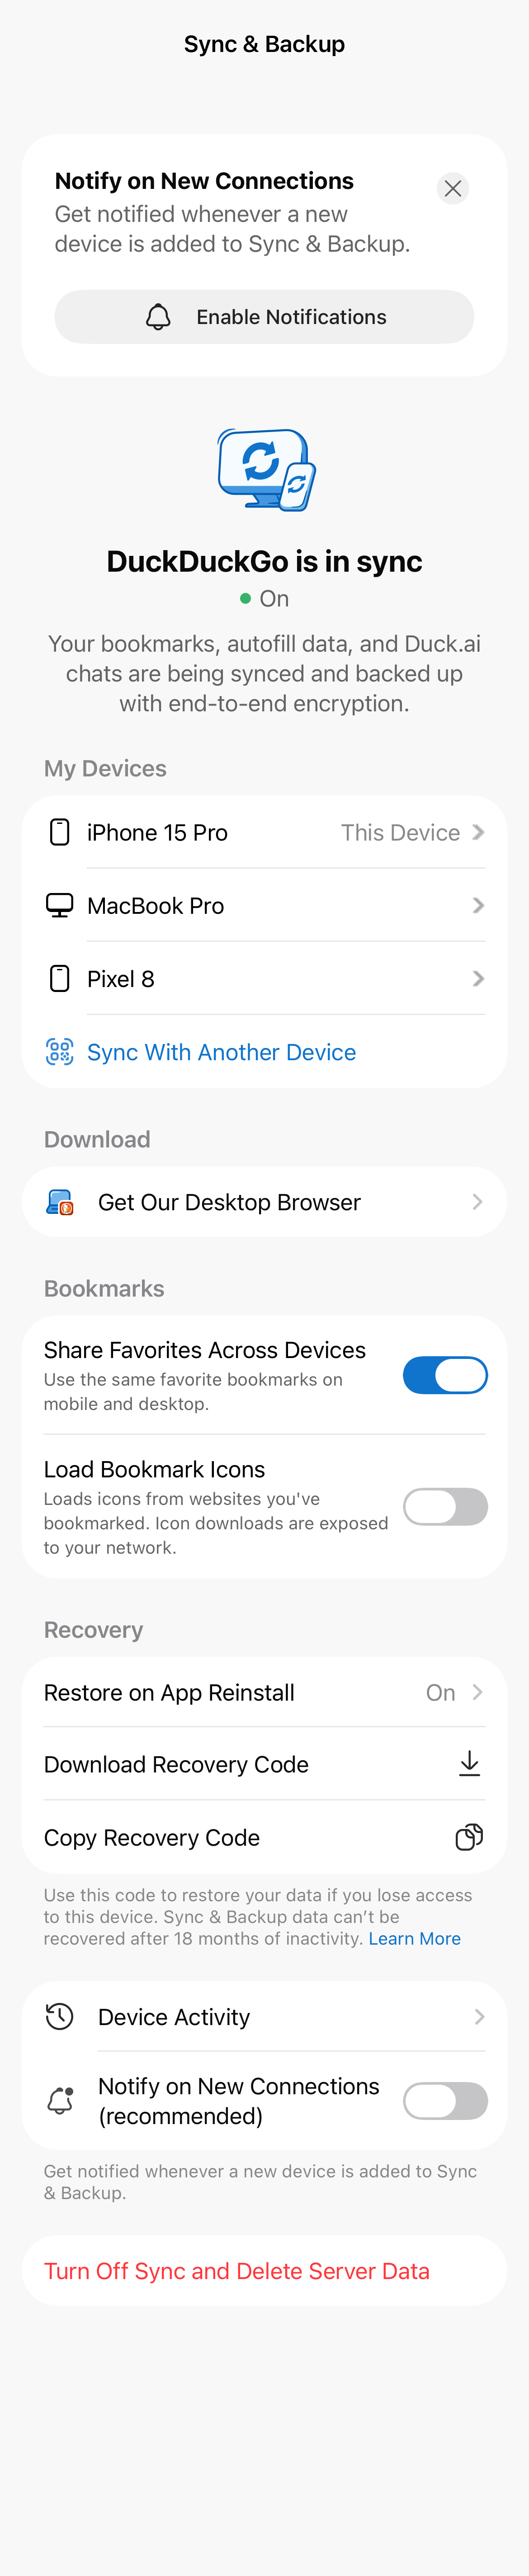 Sync & Backup
Notify on New Connections
Get notified whenever a new
device is added to Sync & Backup.
Enable Notifications
DuckDuckGo is in sync
On
Your bookmarks, autofill data, and Duck.ai
chats are being synced and backed up
with end-to-end encryption.
My Devices
iPhone 15 Pro This Device
MacBook Pro
Pixel 8
Sync With Another Device
Download
Get Our Desktop Browser
Bookmarks
Share Favorites Across Devices
Use the same favorite bookmarks on
mobile and desktop.
Load Bookmark Icons
Loads icons from websites you've
bookmarked. Icon downloads are exposed
to your network.
Recovery
Restore on App Reinstall On
Download Recovery Code
Copy Recovery Code
Use this code to restore your data if you lose access
to this device. Sync & Backup data can't be
recovered after 18 months of inactivity. Learn More
Device Activity
Notify on New Connections
(recommended)
Get notified whenever a new device is added to Sync
& Backup.
Turn Off Sync and Delete Server Data